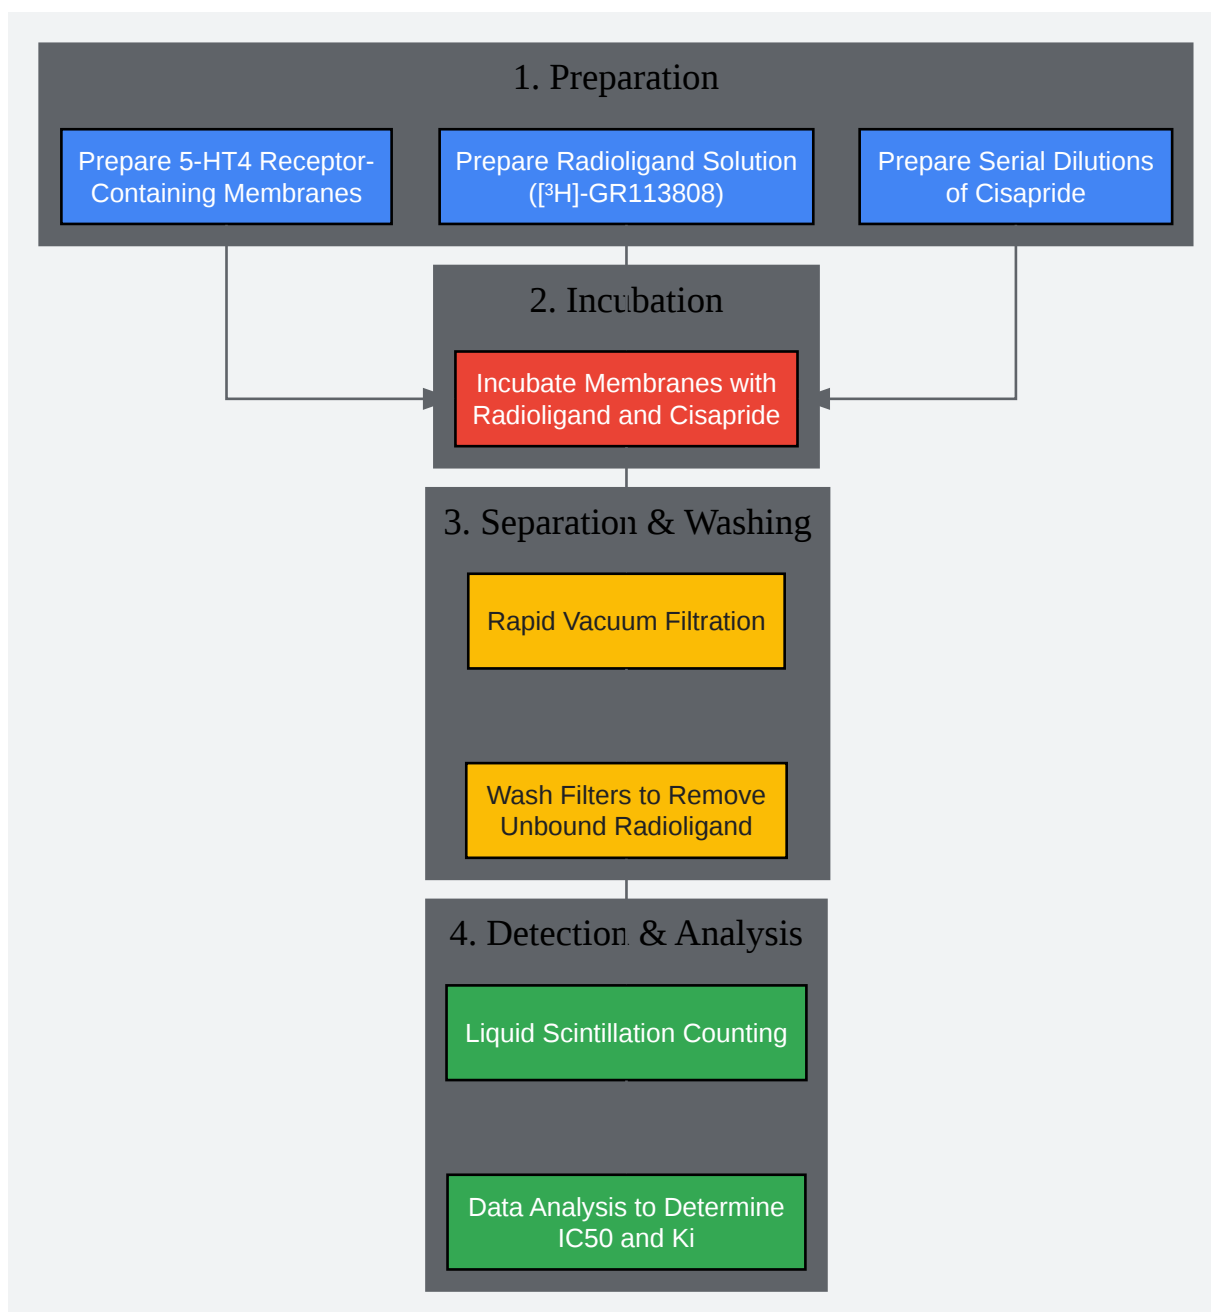 1. Preparation
Prepare 5-HT4 Receptor-
Containing Membranes
Prepare Radioligand Solution
([³H]-GR113808)
Prepare Serial Dilutions
of Cisapride
2. Incubation
Incubate Membranes with
Radioligand and Cisapride
3. Separation & Washing
Rapid Vacuum Filtration
Wash Filters to Remove
Unbound Radioligand
4. Detection & Analysis
Liquid Scintillation Counting
Data Analysis to Determine
IC50 and Ki